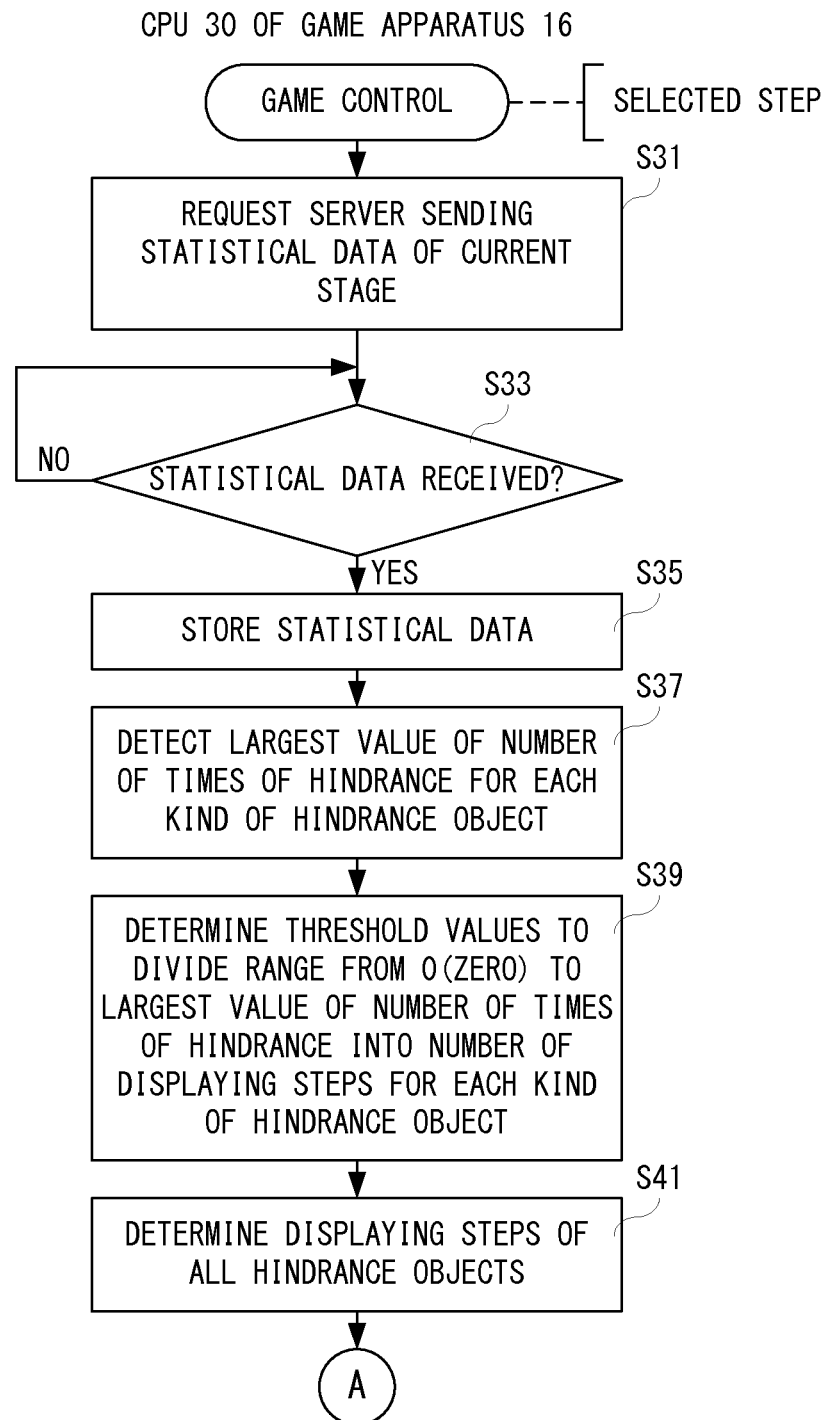 CPU 30 OF GAME APPARATUS 16
GAME CONTROL
SELECTED STEP
S31
REQUEST SERVER SENDING
STATISTICAL DATA OF CURRENT
STAGE
S33
NO
STATISTICAL DATA RECEIVED?
YES
S35
STORE STATISTICAL DATA
S37
DETECT LARGEST VALUE OF NUMBER
OF TIMES OF HINDRANCE FOR EACH
KIND OF HINDRANCE OBJECT
S39
DETERMINE THRESHOLD VALUES TO
DIVIDE RANGE FROM 0(ZERO) TO
LARGEST VALUE OF NUMBER OF TIMES
OF HINDRANCE INTO NUMBER OF
DISPLAYING STEPS FOR EACH KIND
OF HINDRANCE OBJECT
S41
DETERMINE DISPLAYING STEPS OF
ALL HINDRANCE OBJECTS
A